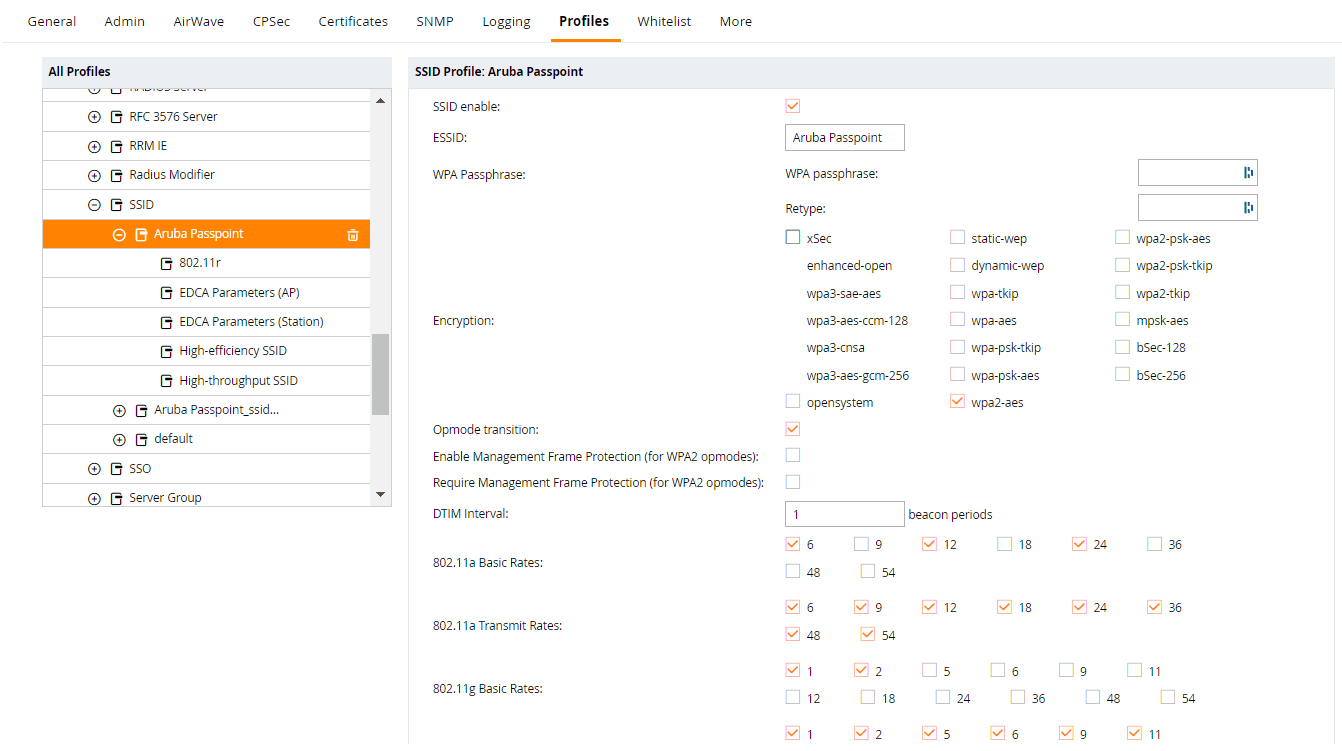 General Admin AirWave CPSec Certificates SNMP Logging Profiles Whitelist More
All Profiles
RADIUS Server
RFC 3576 Server
RRM IE
Radius Modifier
SSID
Aruba Passpoint
802.11r
EDCA Parameters (AP)
EDCA Parameters (Station)
High-efficiency SSID
High-throughput SSID
Aruba Passpoint_ssid...
default
SSO
Server Group
SSID Profile: Aruba Passpoint
SSID enable:
ESSID: Aruba Passpoint
WPA Passphrase: WPA passphrase:
Retype:
Encryption:
xSec static-wep wpa2-psk-aes
enhanced-open dynamic-wep wpa2-psk-tkip
wpa3-sae-aes wpa-tkip wpa2-tkip
wpa3-aes-ccm-128 wpa-aes mpsk-aes
wpa3-cnsa wpa-psk-tkip bSec-128
wpa3-aes-gcm-256 wpa-psk-aes bSec-256
opensystem wpa2-aes
Opmode transition:
Enable Management Frame Protection (for WPA2 opmodes):
Require Management Frame Protection (for WPA2 opmodes):
DTIM Interval: 1 beacon periods
802.11a Basic Rates:
6 9 12 18 24 36
48 54
802.11a Transmit Rates:
6 9 12 18 24 36
48 54
802.11g Basic Rates:
1 2 5 6 9 11
12 18 24 36 48 54
1 2 5 6 9 11